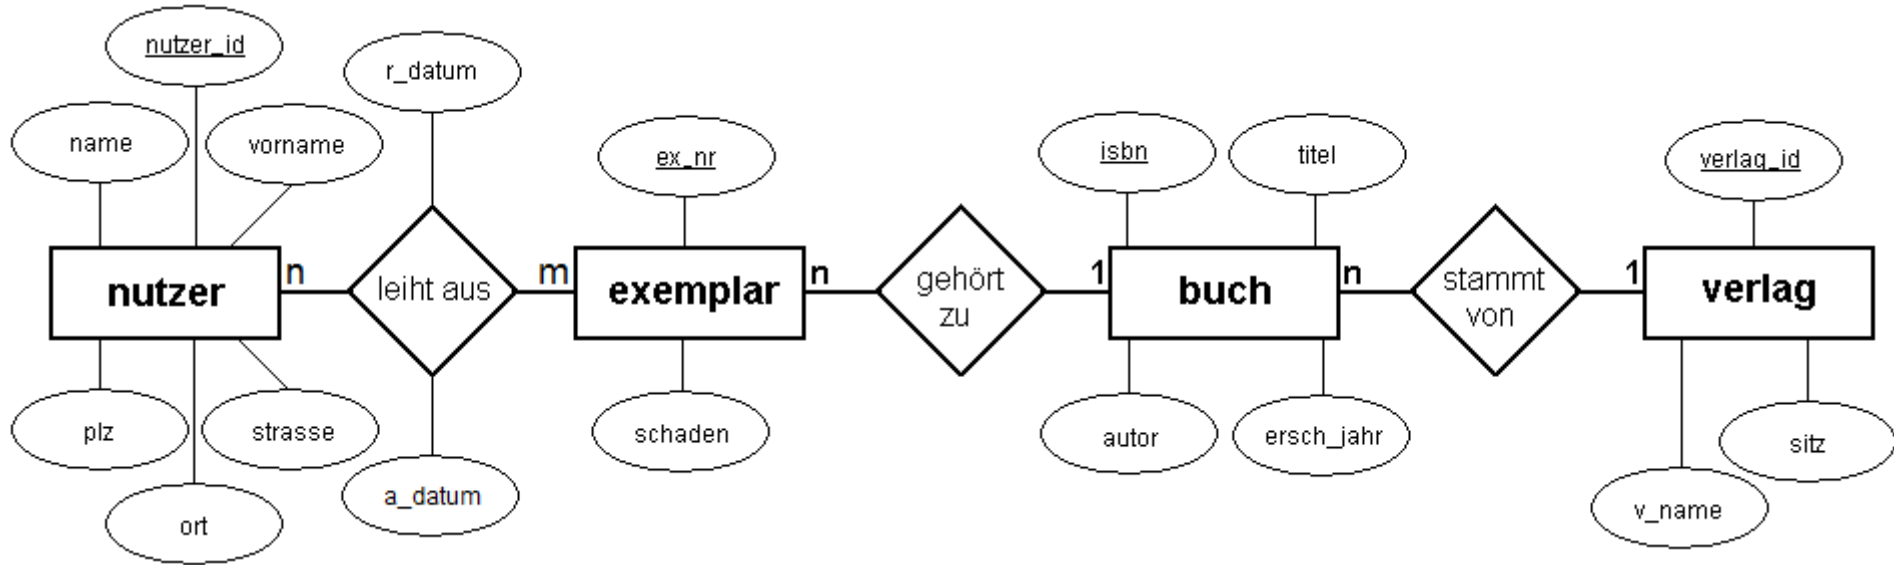 nutzer_id
r_datum
name
vorname
ex_nr
isbn
titel
verlag_id
nutzer
n
leiht aus
m
exemplar
n
gehört
zu
1
buch
n
stammt
von
1
verlag
plz
strasse
schaden
autor
ersch_jahr
sitz
ort
a_datum
v_name